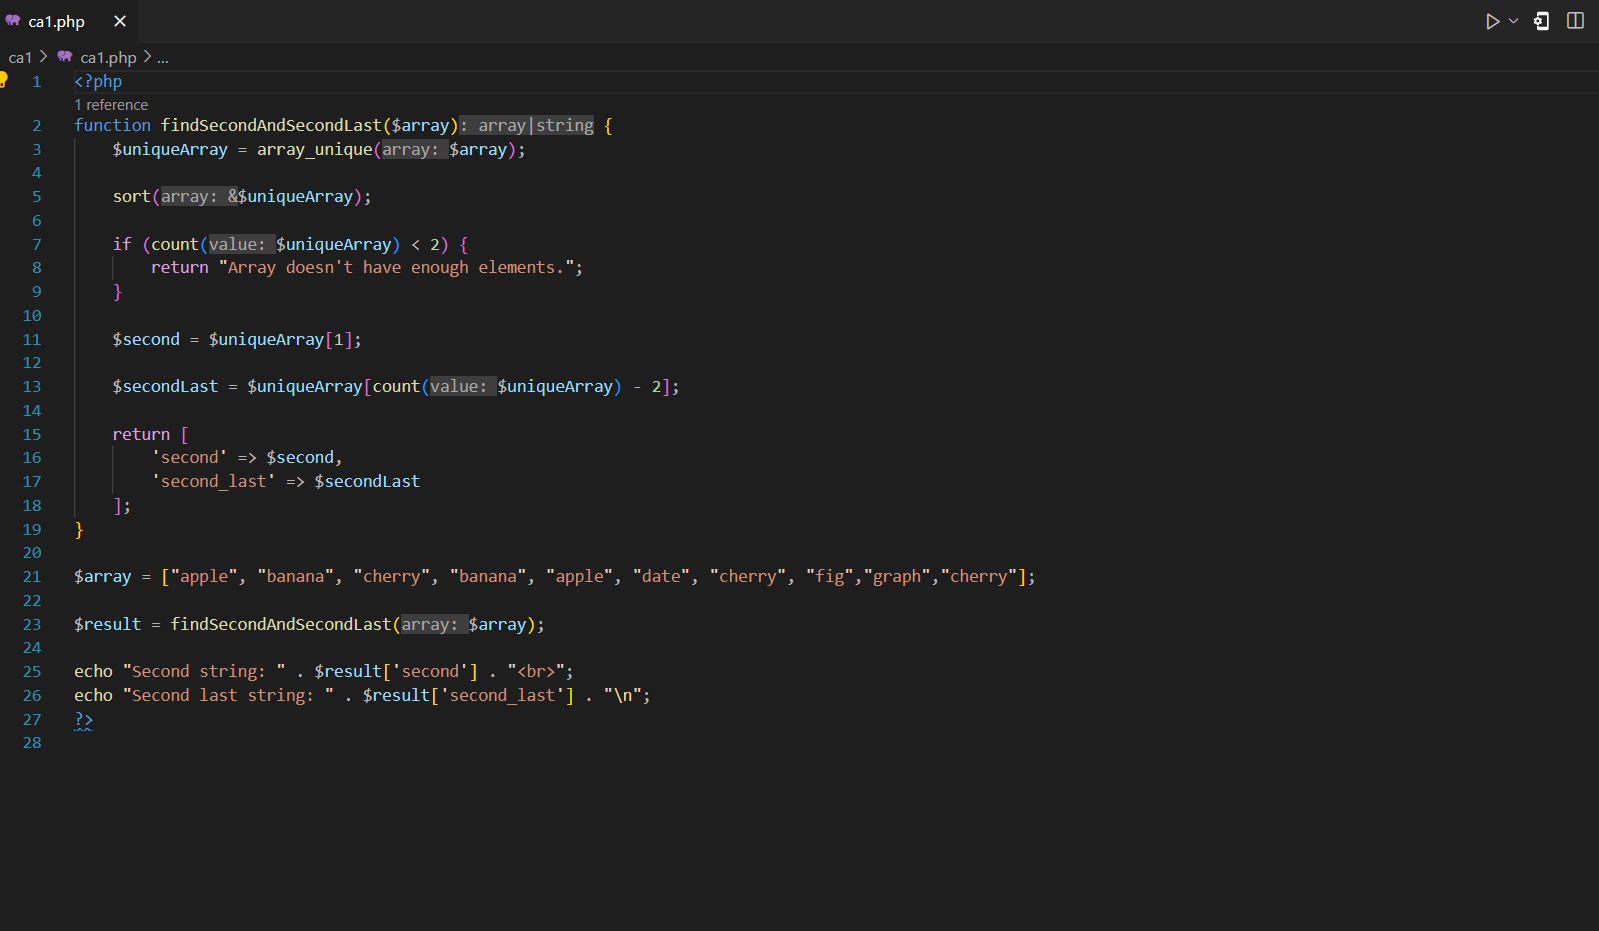 ca1.php
ca1 > ca1.php > ...
1 <?php
1 reference
2 function findSecondAndSecondLast($array): array|string {
3     $uniqueArray = array_unique(array: $array);
4
5     sort(array: &$uniqueArray);
6
7     if (count(value: $uniqueArray) < 2) {
8         return "Array doesn't have enough elements.";
9     }
10
11     $second = $uniqueArray[1];
12
13     $secondLast = $uniqueArray[count(value: $uniqueArray) - 2];
14
15     return [
16         'second' => $second,
17         'second_last' => $secondLast
18     ];
19 }
20
21 $array = ["apple", "banana", "cherry", "banana", "apple", "date", "cherry", "fig","graph","cherry"];
22
23 $result = findSecondAndSecondLast(array: $array);
24
25 echo "Second string: " . $result['second'] . "<br>";
26 echo "Second last string: " . $result['second_last'] . "\n";
27 ?>
28